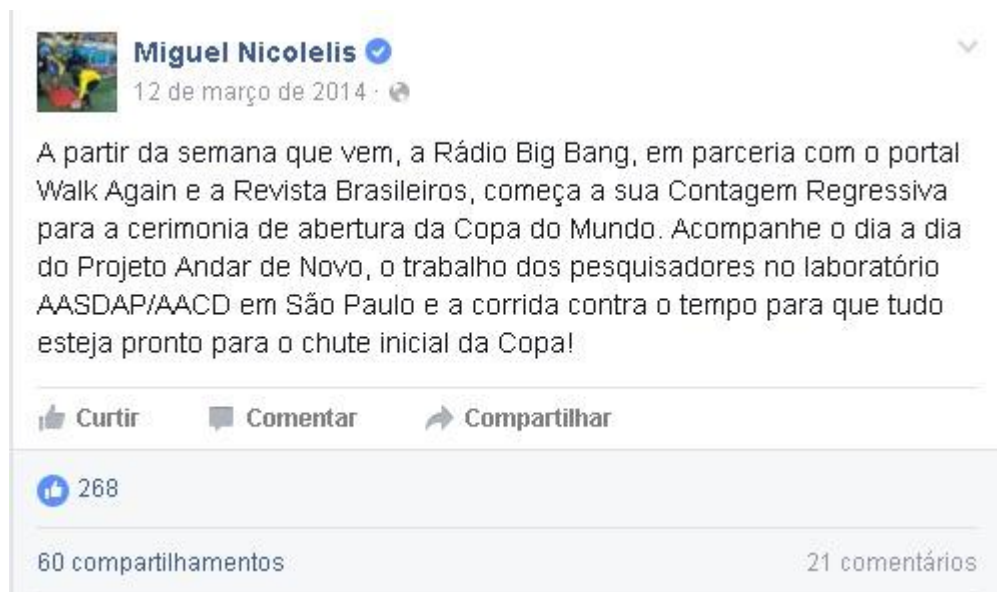 Miguel Nicolelis
12 de março de 2014 ·
A partir da semana que vem, a Rádio Big Bang, em parceria com o portal
Walk Again e a Revista Brasileiros, começa a sua Contagem Regressiva
para a cerimonia de abertura da Copa do Mundo. Acompanhe o dia a dia
do Projeto Andar de Novo, o trabalho dos pesquisadores no laboratório
AASDAP/AACD em São Paulo e a corrida contra o tempo para que tudo
esteja pronto para o chute inicial da Copa!
Curtir Comentar Compartilhar
268
60 compartilhamentos 21 comentários